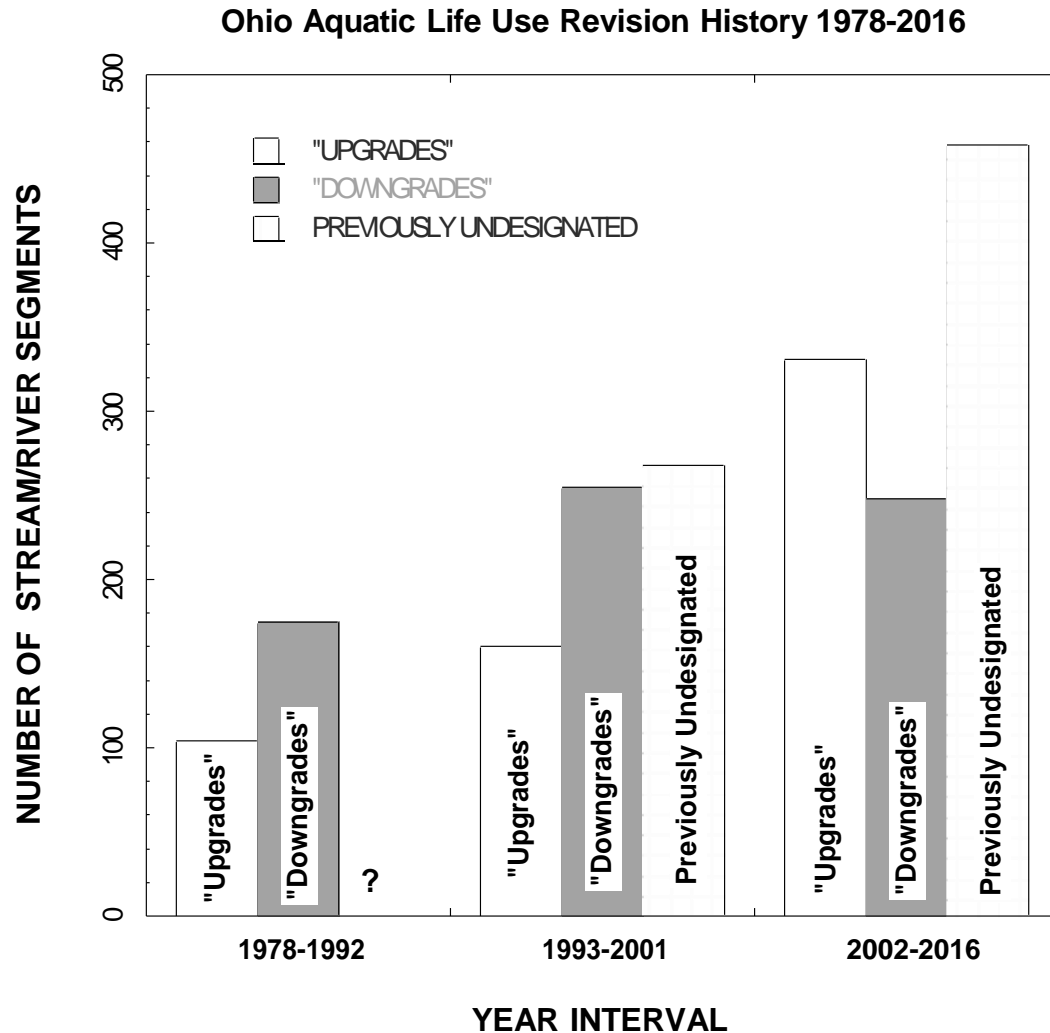 Ohio Aquatic Life Use Revision History 1978-2016
NUMBER OF STREAM/RIVER SEGMENTS
500
400
300
200
100
0
"UPGRADES"
"DOWNGRADES"
PREVIOUSLY UNDESIGNATED
"Upgrades"
"Downgrades"
?
"Upgrades"
"Downgrades"
Previously Undesignated
"Upgrades"
"Downgrades"
Previously Undesignated
1978-1992
1993-2001
2002-2016
YEAR INTERVAL